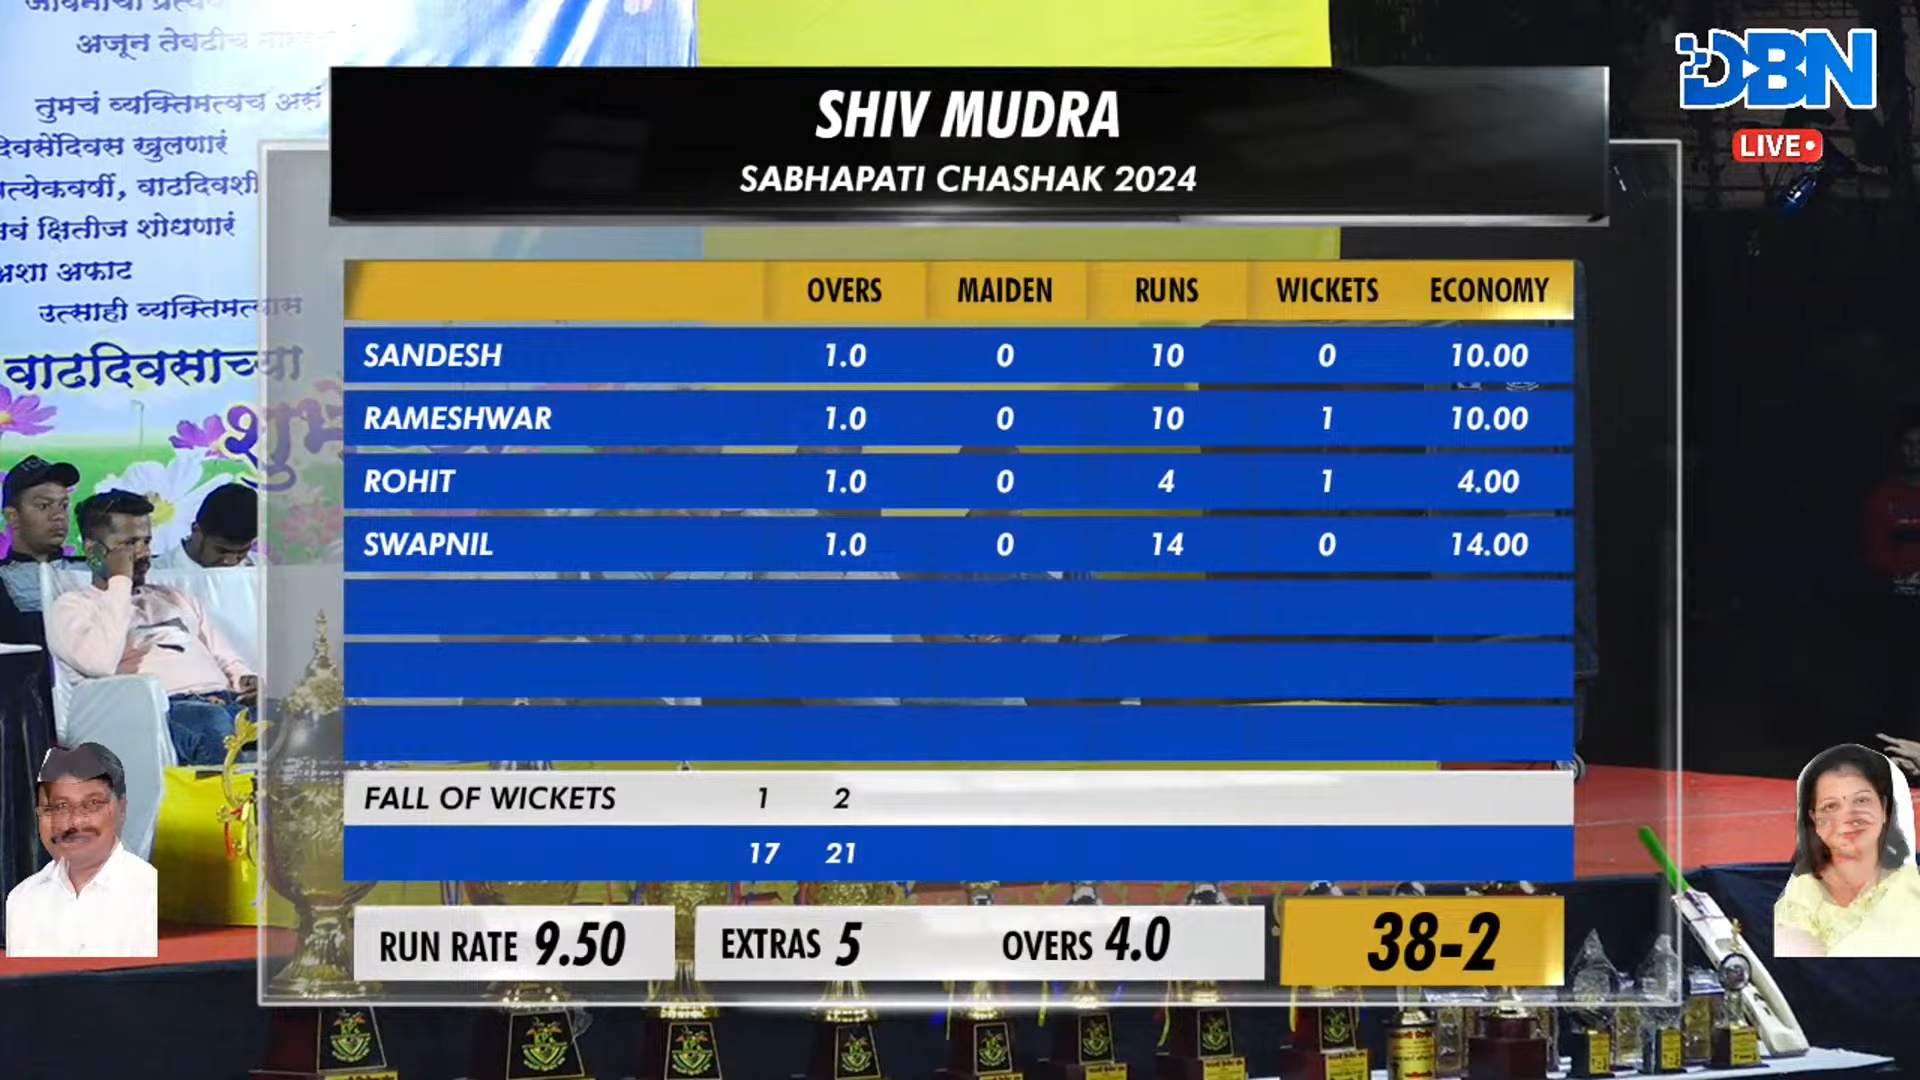 अजून तेवढीच
तुमचं व्यक्तिमत्वच असं
दिवसेंदिवस खुलणारं
प्रत्येकवर्षी, वाढदिवशी
नवं क्षितीज शोधणारं
अशा अफाट
उत्साही व्यक्तिमत्वास
वाढदिवसाच्या
DBN
LIVE
SHIV MUDRA
SABHAPATI CHASHAK 2024
OVERS MAIDEN RUNS WICKETS ECONOMY
SANDESH 1.0 0 10 0 10.00
RAMESHWAR 1.0 0 10 1 10.00
ROHIT 1.0 0 4 1 4.00
SWAPNIL 1.0 0 14 0 14.00
FALL OF WICKETS 1 2
17 21
RUN RATE 9.50 EXTRAS 5 OVERS 4.0 38-2